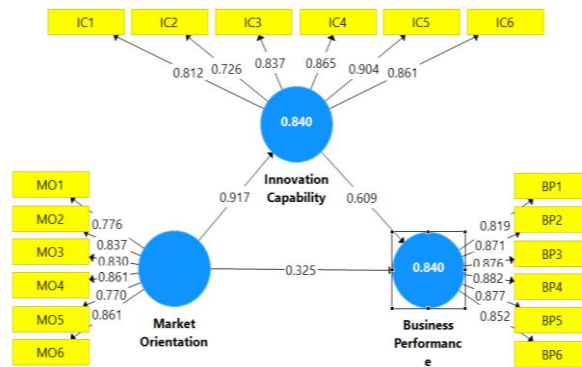 IC1 IC2 IC3 IC4 IC5 IC6
0.812 0.726 0.837 0.865 0.904 0.861
0.840
Innovation
Capability
0.917
0.609
MO1
MO2
MO3
MO4
MO5
MO6
0.776
0.837
0.830
0.861
0.770
0.861
Market
Orientation
0.325
0.840
Business
Performanc
e
0.819
0.871
0.876
0.882
0.877
0.852
BP1
BP2
BP3
BP4
BP5
BP6